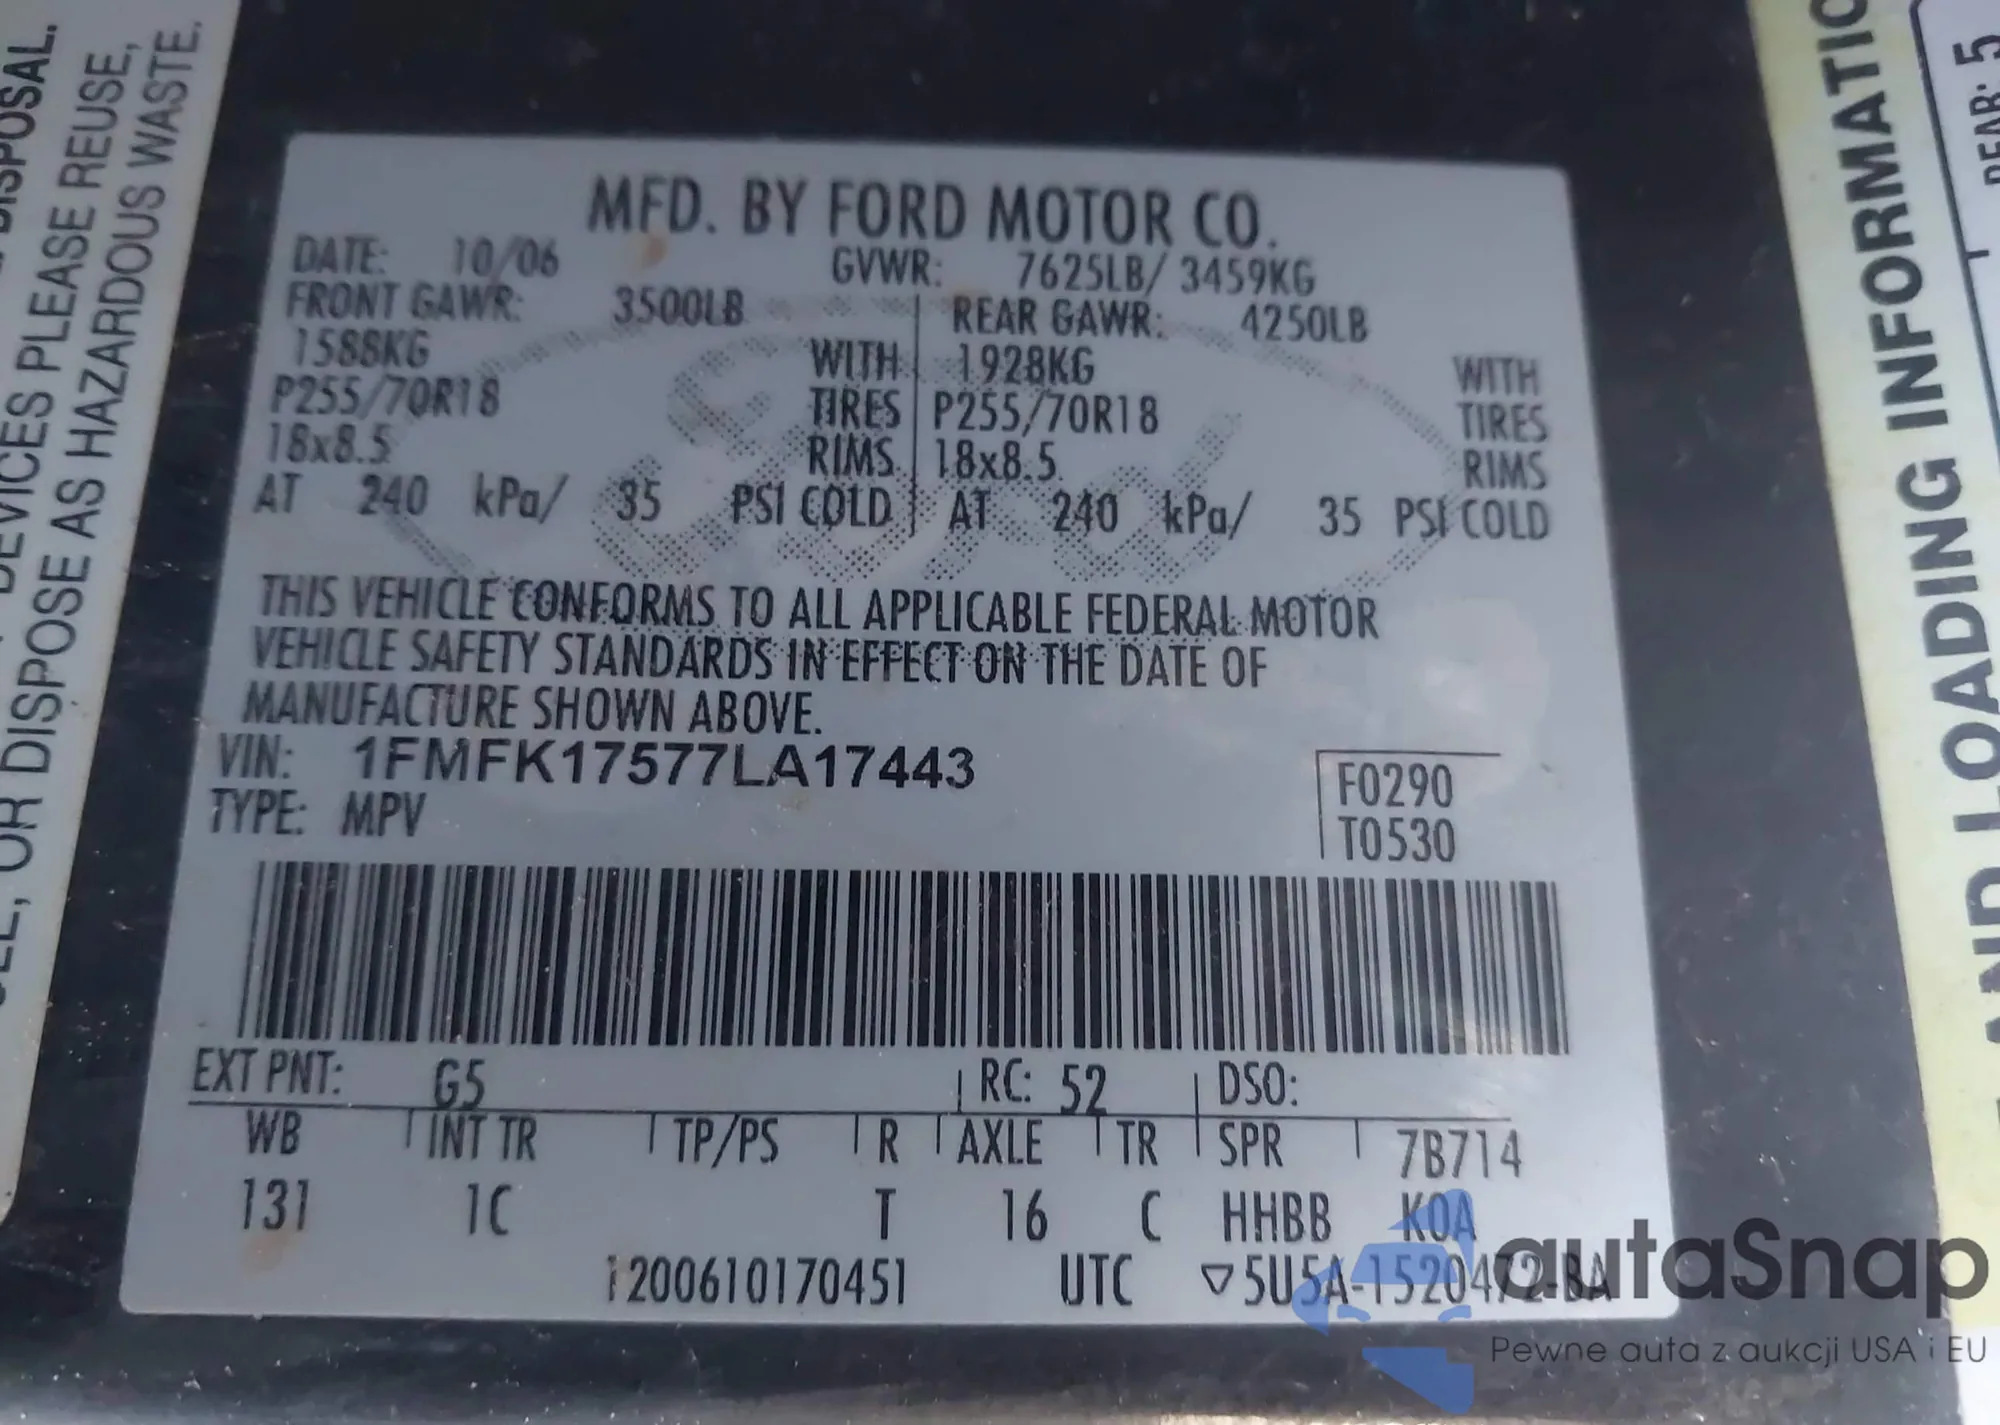 MFD. BY FORD MOTOR CO.
DATE: 10/06 GVWR: 7625LB/ 3459KG
FRONT GAWR: 3500LB REAR GAWR: 4250LB
1588KG WITH 1928KG WITH
P255/70R18 TIRES P255/70R18 TIRES
18x8.5 RIMS 18x8.5 RIMS
AT 240 kPa/ 35 PSI COLD AT 240 kPa/ 35 PSI COLD
THIS VEHICLE CONFORMS TO ALL APPLICABLE FEDERAL MOTOR
VEHICLE SAFETY STANDARDS IN EFFECT ON THE DATE OF
MANUFACTURE SHOWN ABOVE.
VIN: 1FMFK17577LA17443
TYPE: MPV
F0290
T0530
EXT PNT: G5 RC: 52 DSO:
WB INT TR TP/PS R AXLE TR SPR 7B714
131 1C T 16 C HHBB KOA
1200610170451 UTC ▽5U5A-1520472-BA
Ford
DISPOSAL.
DEVICES PLEASE REUSE,
OR DISPOSE AS HAZARDOUS WASTE.
AND LOADING INFORMATIO
REAR: 5
autaSnap
Pewne auta z aukcji USA i EU